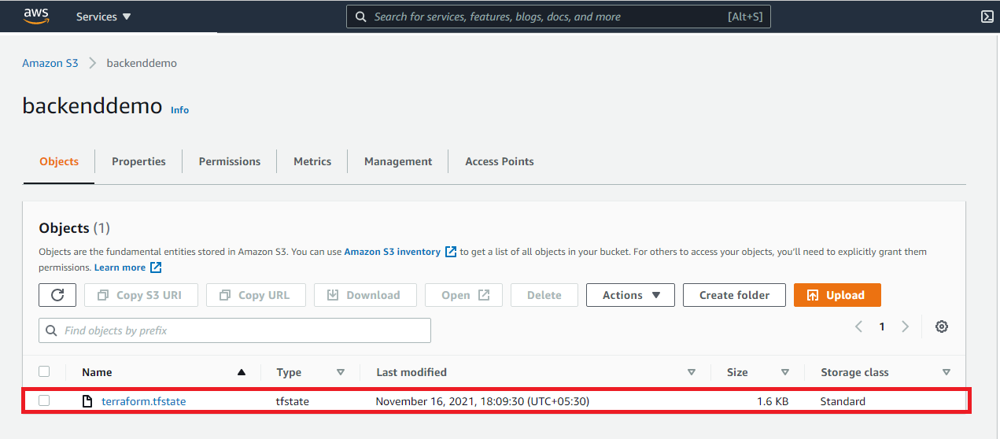 aws Services Search for services, features, blogs, docs, and more [Alt+S]
Amazon S3 backenddemo
backenddemo Info
Objects Properties Permissions Metrics Management Access Points
Objects (1)
Objects are the fundamental entities stored in Amazon S3. You can use Amazon S3 inventory to get a list of all objects in your bucket. For others to access your objects, you'll need to explicitly grant them
permissions. Learn more
Copy S3 URI Copy URL Download Open Delete Actions Create folder Upload
Find objects by prefix 1
Name Type Last modified Size Storage class
terraform.tfstate tfstate November 16, 2021, 18:09:30 (UTC+05:30) 1.6 KB Standard